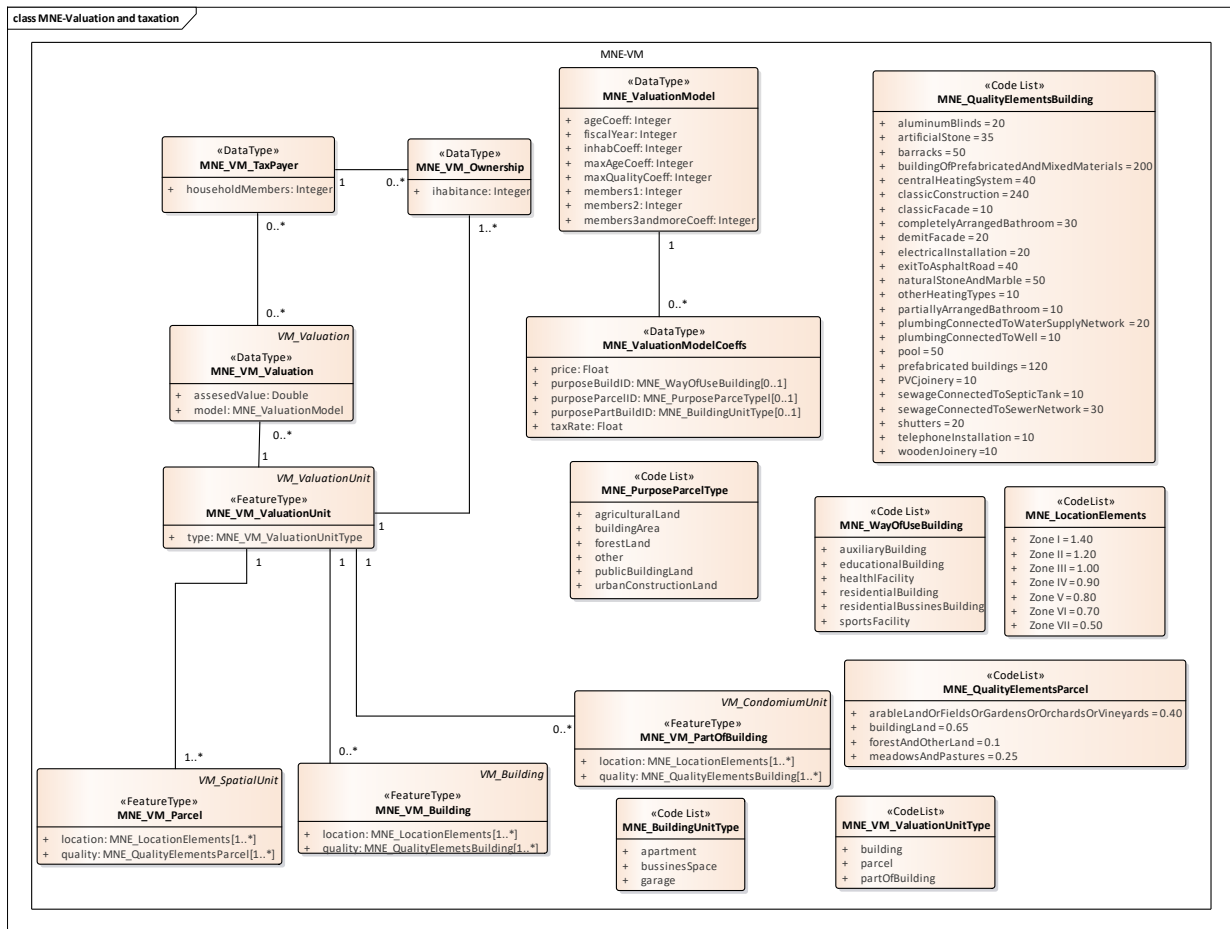 class MNE-Valuation and taxation
MNE-VM
«DataType»
MNE_VM_TaxPayer
+ householdMembers: Integer
1
0..*
«DataType»
MNE_VM_Ownership
+ ihabitance: Integer
«DataType»
MNE_ValuationModel
+ ageCoeff: Integer
+ fiscalYear: Integer
+ inhabCoeff: Integer
+ maxAgeCoeff: Integer
+ maxQualityCoeff: Integer
+ members1: Integer
+ members2: Integer
+ members3andmoreCoeff: Integer
«Code List»
MNE_QualityElementsBuilding
+ aluminumBlinds = 20
+ artificialStone = 35
+ barracks = 50
+ buildingOfPrefabricatedAndMixedMaterials = 200
+ centralHeatingSystem = 40
+ classicConstruction = 240
+ classicFacade = 10
+ completelyArrangedBathroom = 30
+ demitFacade = 20
+ electricalInstallation = 20
+ exitToAsphaltRoad = 40
+ naturalStoneAndMarble = 50
+ otherHeatingTypes = 10
+ partiallyArrangedBathroom = 10
+ plumbingConnectedToWaterSupplyNetwork = 20
+ plumbingConnectedToWell = 10
+ pool = 50
+ prefabricated buildings = 120
+ PVCjoinery = 10
+ sewageConnectedToSepticTank = 10
+ sewageConnectedToSewerNetwork = 30
+ shutters = 20
+ telephoneInstallation = 10
+ woodenJoinery =10
0..*
1..*
1
0..*
0..*
VM_Valuation
«DataType»
MNE_VM_Valuation
+ assesedValue: Double
+ model: MNE_ValuationModel
«DataType»
MNE_ValuationModelCoeffs
+ price: Float
+ purposeBuildID: MNE_WayOfUseBuilding[0..1]
+ purposeParcelID: MNE_PurposeParceTypel[0..1]
+ purposePartBuildID: MNE_BuildingUnitType[0..1]
+ taxRate: Float
0..*
1
VM_ValuationUnit
«FeatureType»
MNE_VM_ValuationUnit
+ type: MNE_VM_ValuationUnitType
1
1
1
1
«Code List»
MNE_PurposeParcelType
+ agriculturalLand
+ buildingArea
+ forestLand
+ other
+ publicBuildingLand
+ urbanConstructionLand
«Code List»
MNE_WayOfUseBuilding
+ auxiliaryBuilding
+ educationalBuilding
+ healthlFacility
+ residentialBuilding
+ residentialBussinesBuilding
+ sportsFacility
«CodeList»
MNE_LocationElements
+ Zone I = 1.40
+ Zone II = 1.20
+ Zone III = 1.00
+ Zone IV = 0.90
+ Zone V = 0.80
+ Zone VI = 0.70
+ Zone VII = 0.50
«CodeList»
MNE_QualityElementsParcel
+ arableLandOrFieldsOrGardensOrOrchardsOrVineyards = 0.40
+ buildingLand = 0.65
+ forestAndOtherLand = 0.1
+ meadowsAndPastures = 0.25
1..*
0..*
0..*
VM_CondomiumUnit
«FeatureType»
MNE_VM_PartOfBuilding
+ location: MNE_LocationElements[1..*]
+ quality: MNE_QualityElementsBuilding[1..*]
VM_SpatialUnit
«FeatureType»
MNE_VM_Parcel
+ location: MNE_LocationElements[1..*]
+ quality: MNE_QualityElementsParcel[1..*]
VM_Building
«FeatureType»
MNE_VM_Building
+ location: MNE_LocationElements[1..*]
+ quality: MNE_QualityElemetsBuilding[1..*]
«Code List»
MNE_BuildingUnitType
+ apartment
+ bussinesSpace
+ garage
«CodeList»
MNE_VM_ValuationUnitType
+ building
+ parcel
+ partOfBuilding